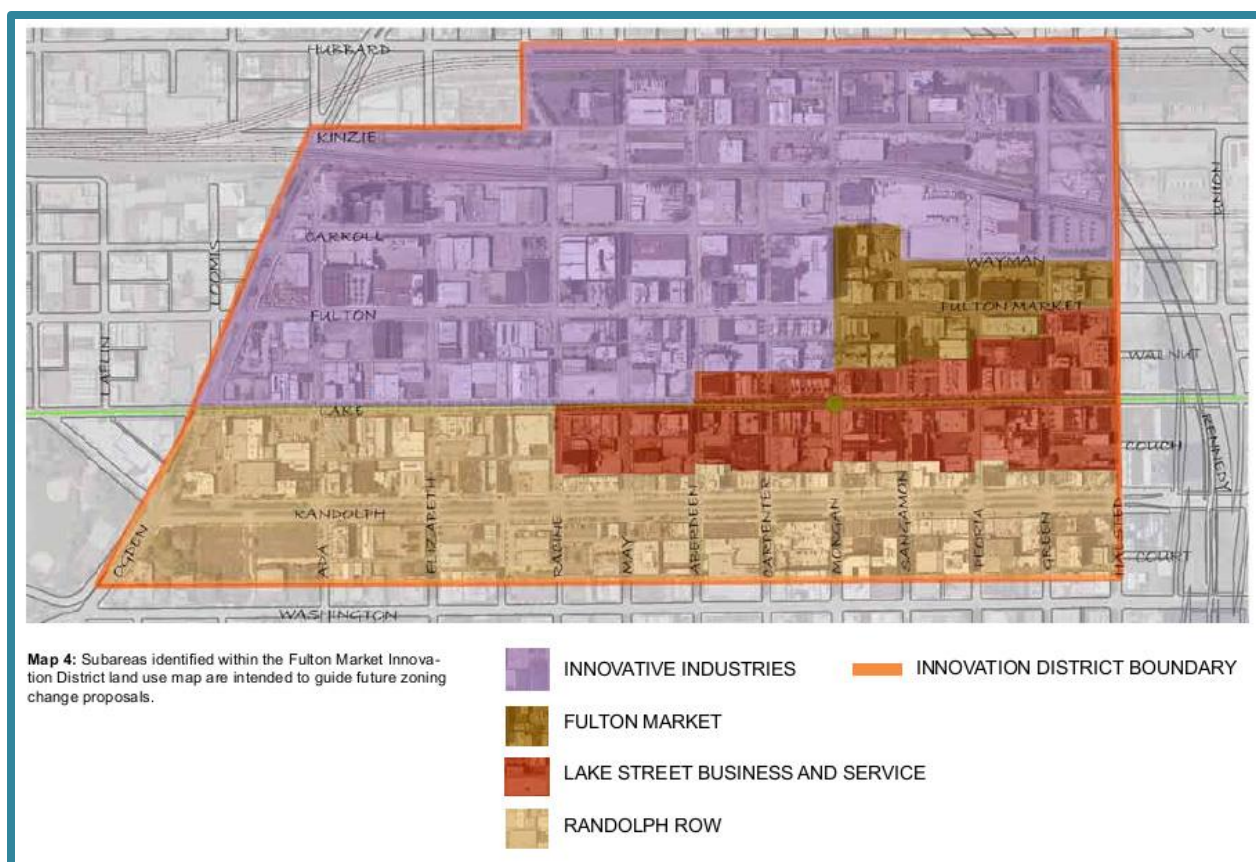 HUBBARD
KINZIE
UNION
CARROLL
LOOMIS
WAYMAN
FULTON MARKET
FULTON
LAFLIN
WALNUT
LAKE
KENNEDY
COUCH
RANDOLPH
OGDEN
ADA
ELIZABETH
RACINE
MAY
ABERDEEN
CARPENTER
MORGAN
SANGAMON
PEORIA
GREEN
HALSTED
COURT
WASHINGTON
Map 4: Subareas identified within the Fulton Market Innova-
tion District land use map are intended to guide future zoning
change proposals.
INNOVATIVE INDUSTRIES
INNOVATION DISTRICT BOUNDARY
FULTON MARKET
LAKE STREET BUSINESS AND SERVICE
RANDOLPH ROW